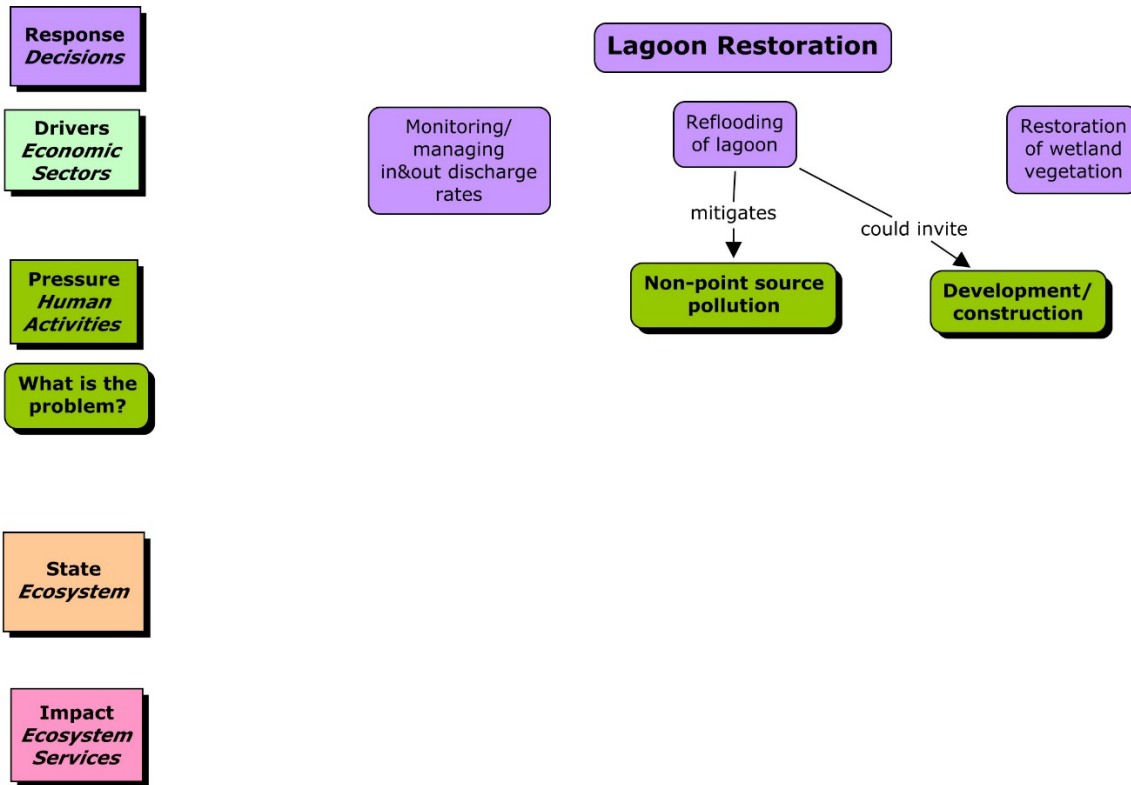 Response
Decisions
Lagoon Restoration
Drivers
Economic
Sectors
Monitoring/
managing
in&out discharge
rates
Reflooding
of lagoon
Restoration
of wetland
vegetation
mitigates
could invite
Pressure
Human
Activities
Non-point source
pollution
Development/
construction
What is the
problem?
State
Ecosystem
Impact
Ecosystem
Services